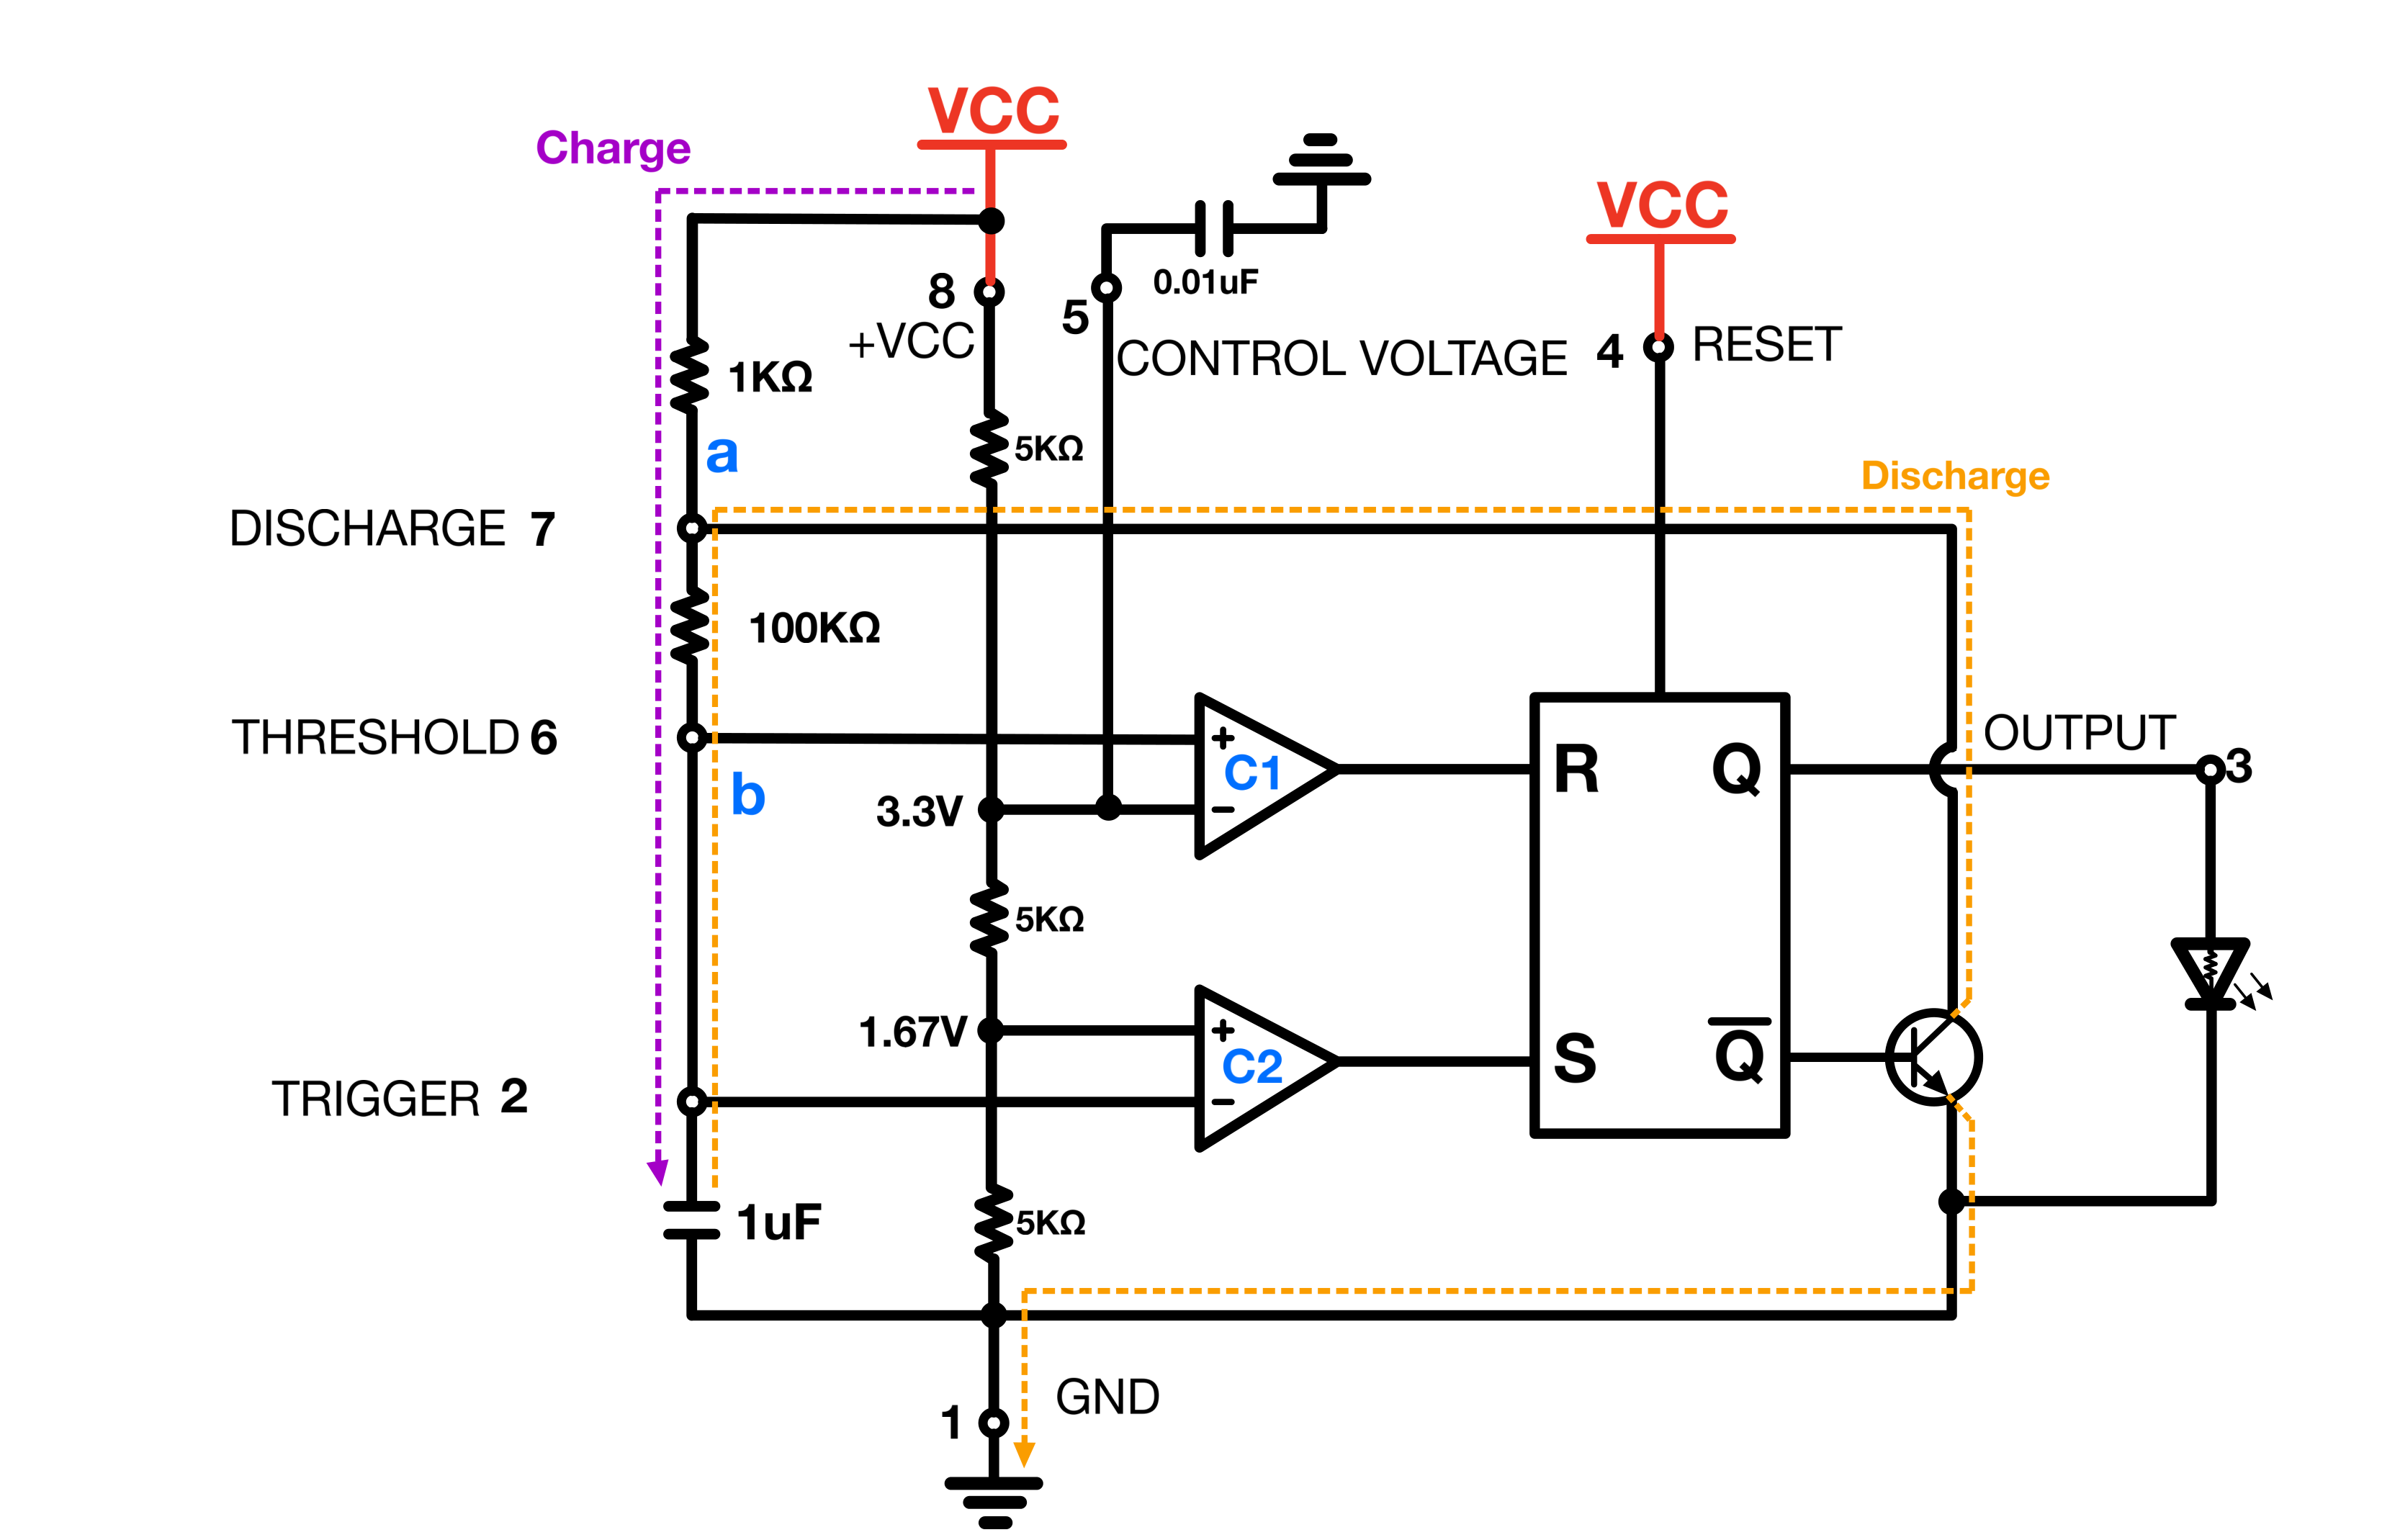 VCC
Charge
VCC
0.01uF
8
+VCC
5
CONTROL VOLTAGE
4
RESET
1KΩ
a
5KΩ
Discharge
DISCHARGE 7
100KΩ
THRESHOLD 6
+
C1
−
R
Q
OUTPUT
3
b
3.3V
5KΩ
1.67V
+
C2
−
S
Q̅
TRIGGER 2
1uF
5KΩ
GND
1